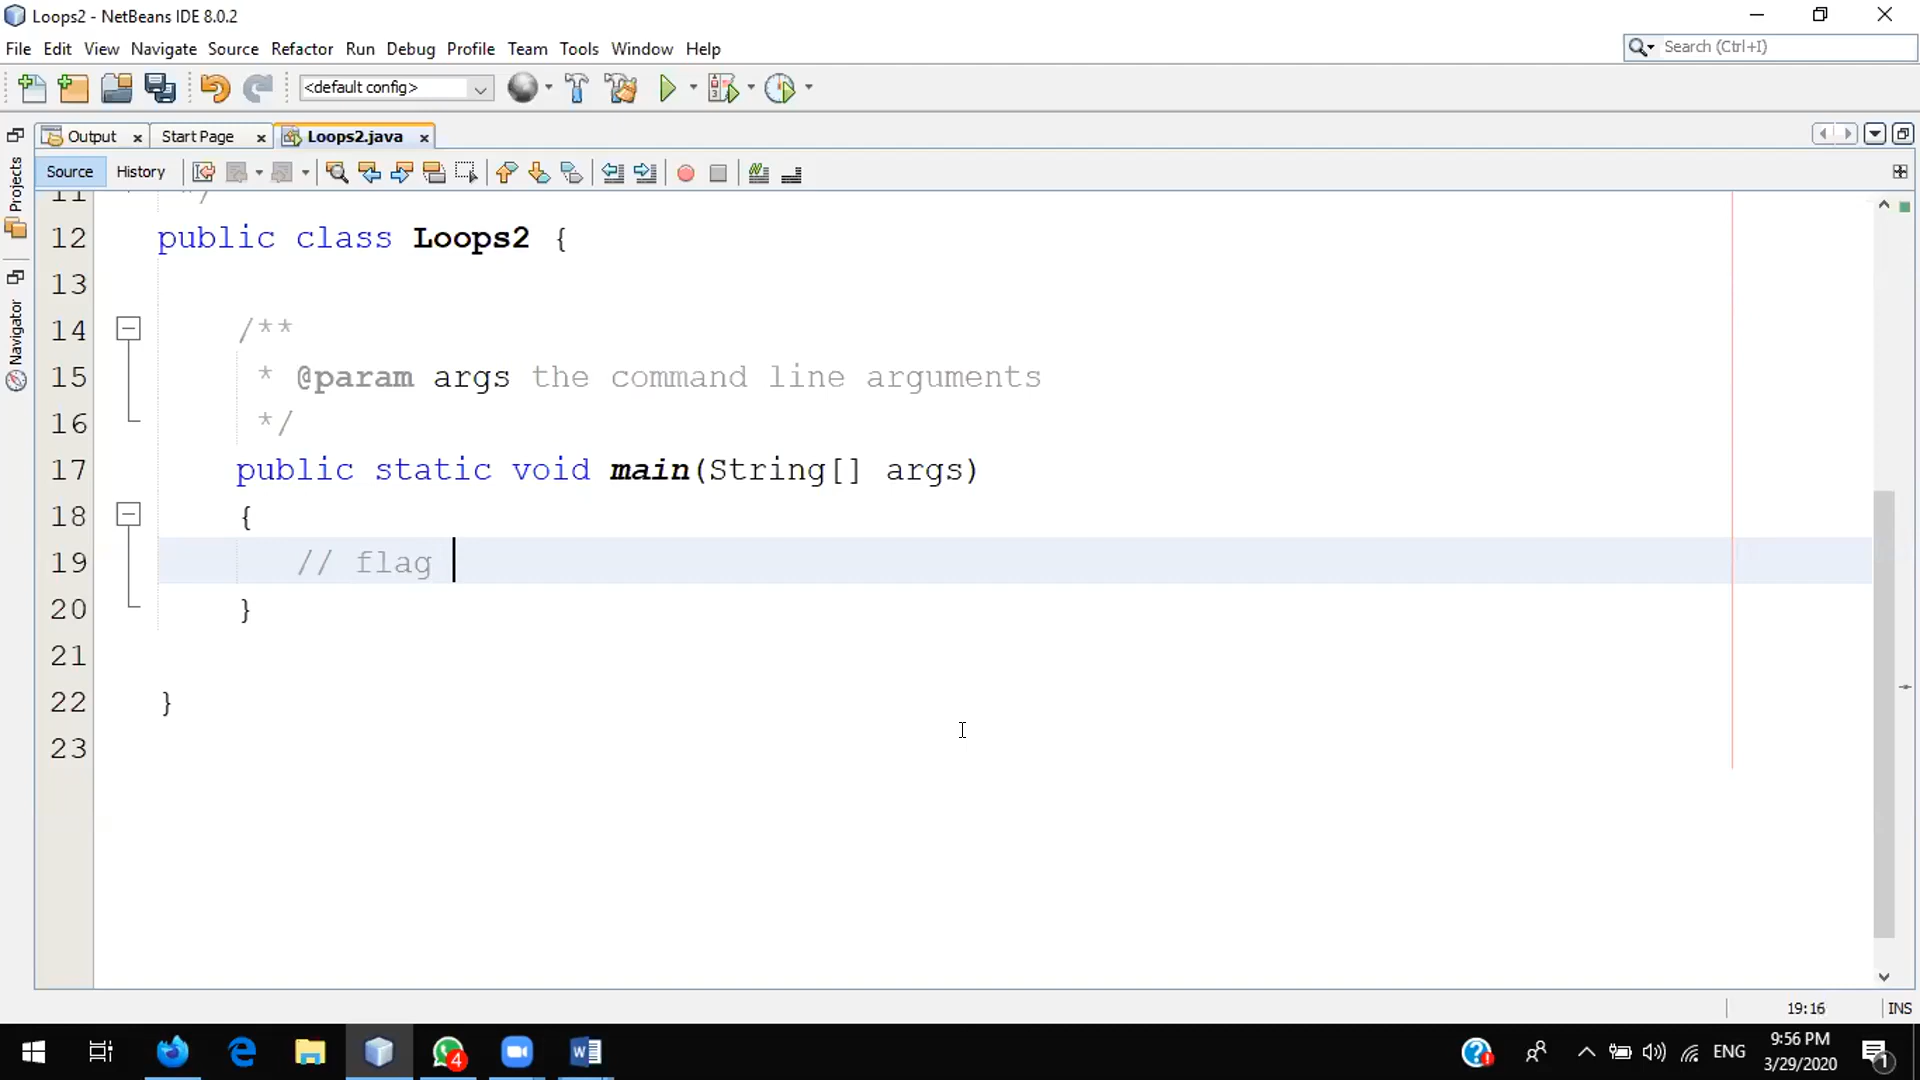 Loops2 - NetBeans IDE 8.0.2
File Edit View Navigate Source Refactor Run Debug Profile Team Tools Window Help
Search (Ctrl+I)
<default config>
Output Start Page Loops2.java
Source History
Projects
Navigator
11 */
12 public class Loops2 {
13
14 /**
15 * @param args the command line arguments
16 */
17 public static void main(String[] args)
18 {
19 // flag
20 }
21
22 }
23
19:16 INS
4
ENG
9:56 PM
3/29/2020
1